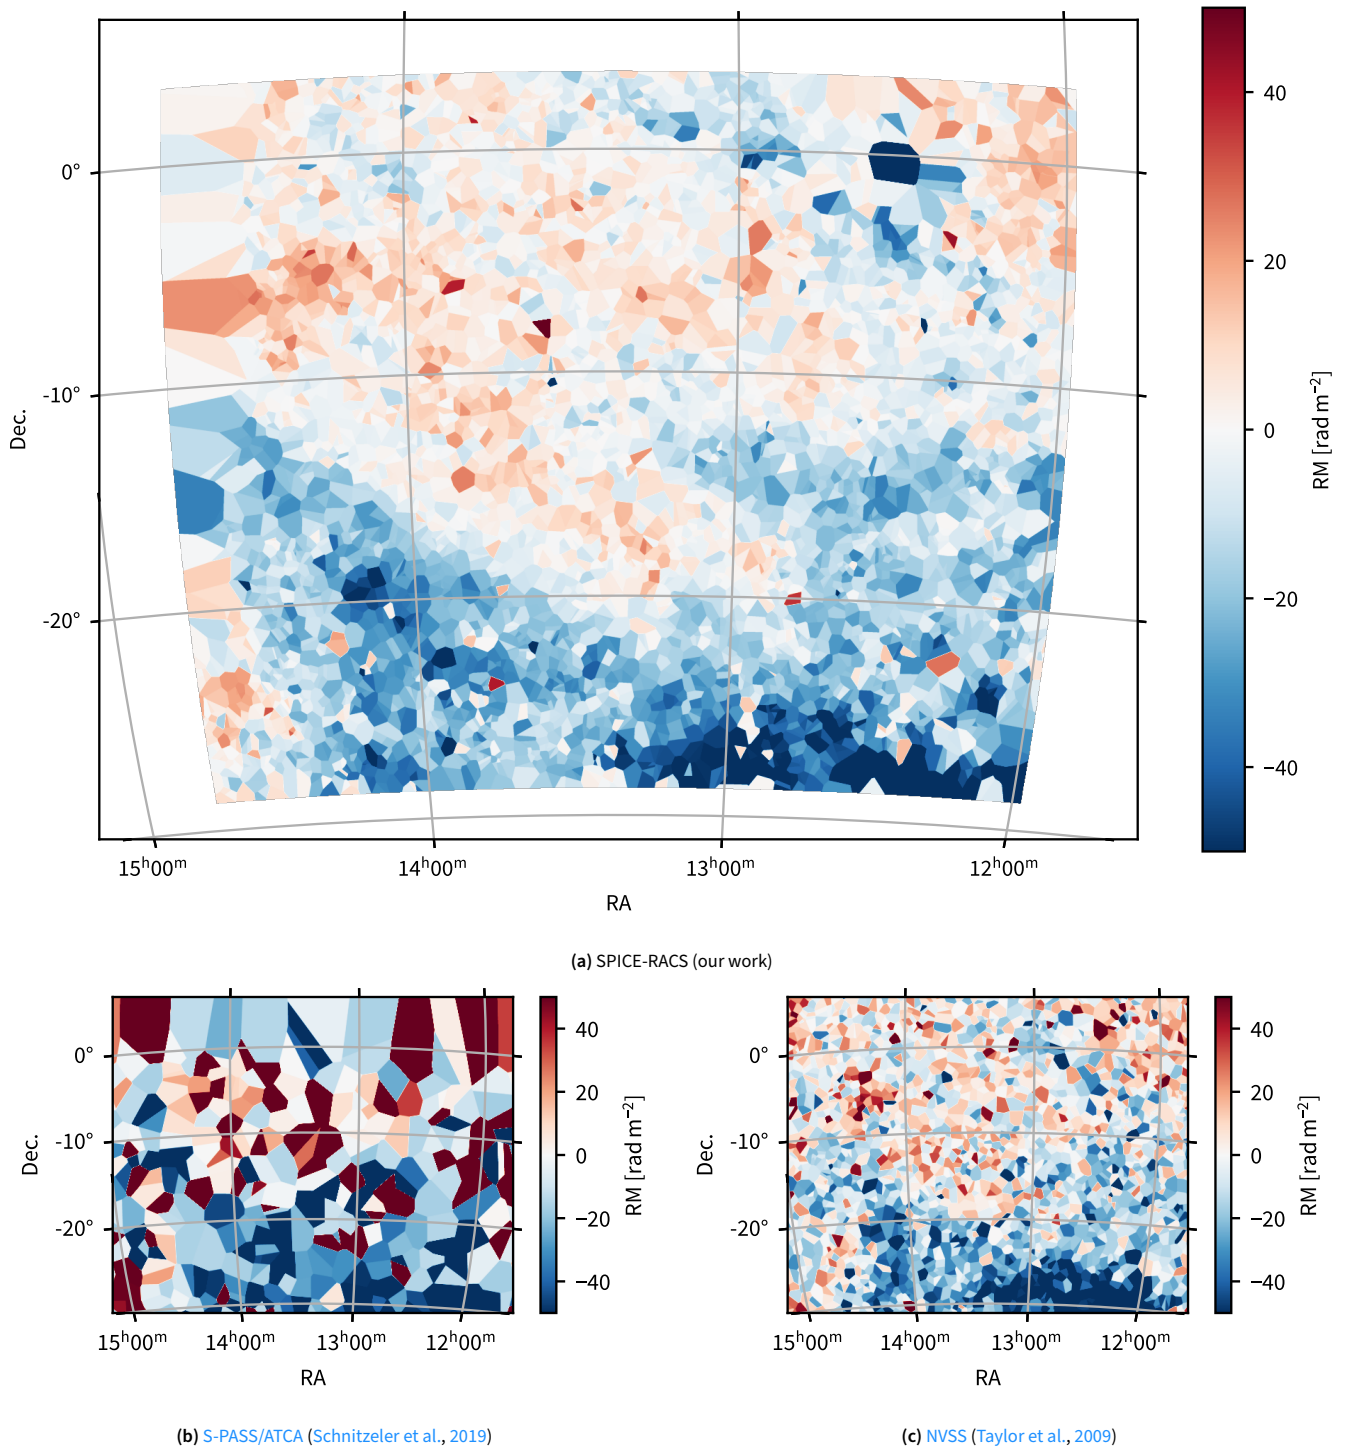 0°
-10°
-20°
Dec.
15ʰ00ᵐ 14ʰ00ᵐ 13ʰ00ᵐ 12ʰ00ᵐ
RA
40
20
0
−20
−40
RM [rad m⁻²]
(a) SPICE-RACS (our work)
0°
-10°
-20°
Dec.
15ʰ00ᵐ 14ʰ00ᵐ 13ʰ00ᵐ 12ʰ00ᵐ
RA
40
20
0
−20
−40
RM [rad m⁻²]
(b) S-PASS/ATCA (Schnitzeler et al., 2019)
0°
-10°
-20°
Dec.
15ʰ00ᵐ 14ʰ00ᵐ 13ʰ00ᵐ 12ʰ00ᵐ
RA
40
20
0
−20
−40
RM [rad m⁻²]
(c) NVSS (Taylor et al., 2009)